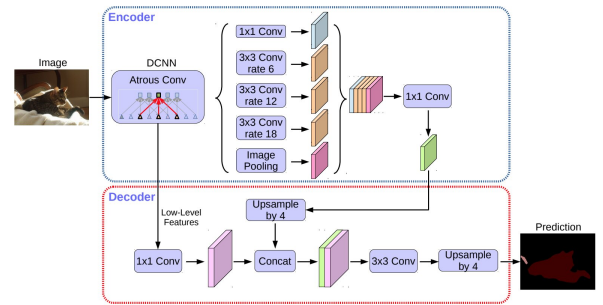 Encoder
Image
DCNN
Atrous Conv
1x1 Conv
3x3 Conv
rate 6
3x3 Conv
rate 12
3x3 Conv
rate 18
Image
Pooling
1x1 Conv
Decoder
Low-Level
Features
Upsample
by 4
1x1 Conv
Concat
3x3 Conv
Upsample
by 4
Prediction